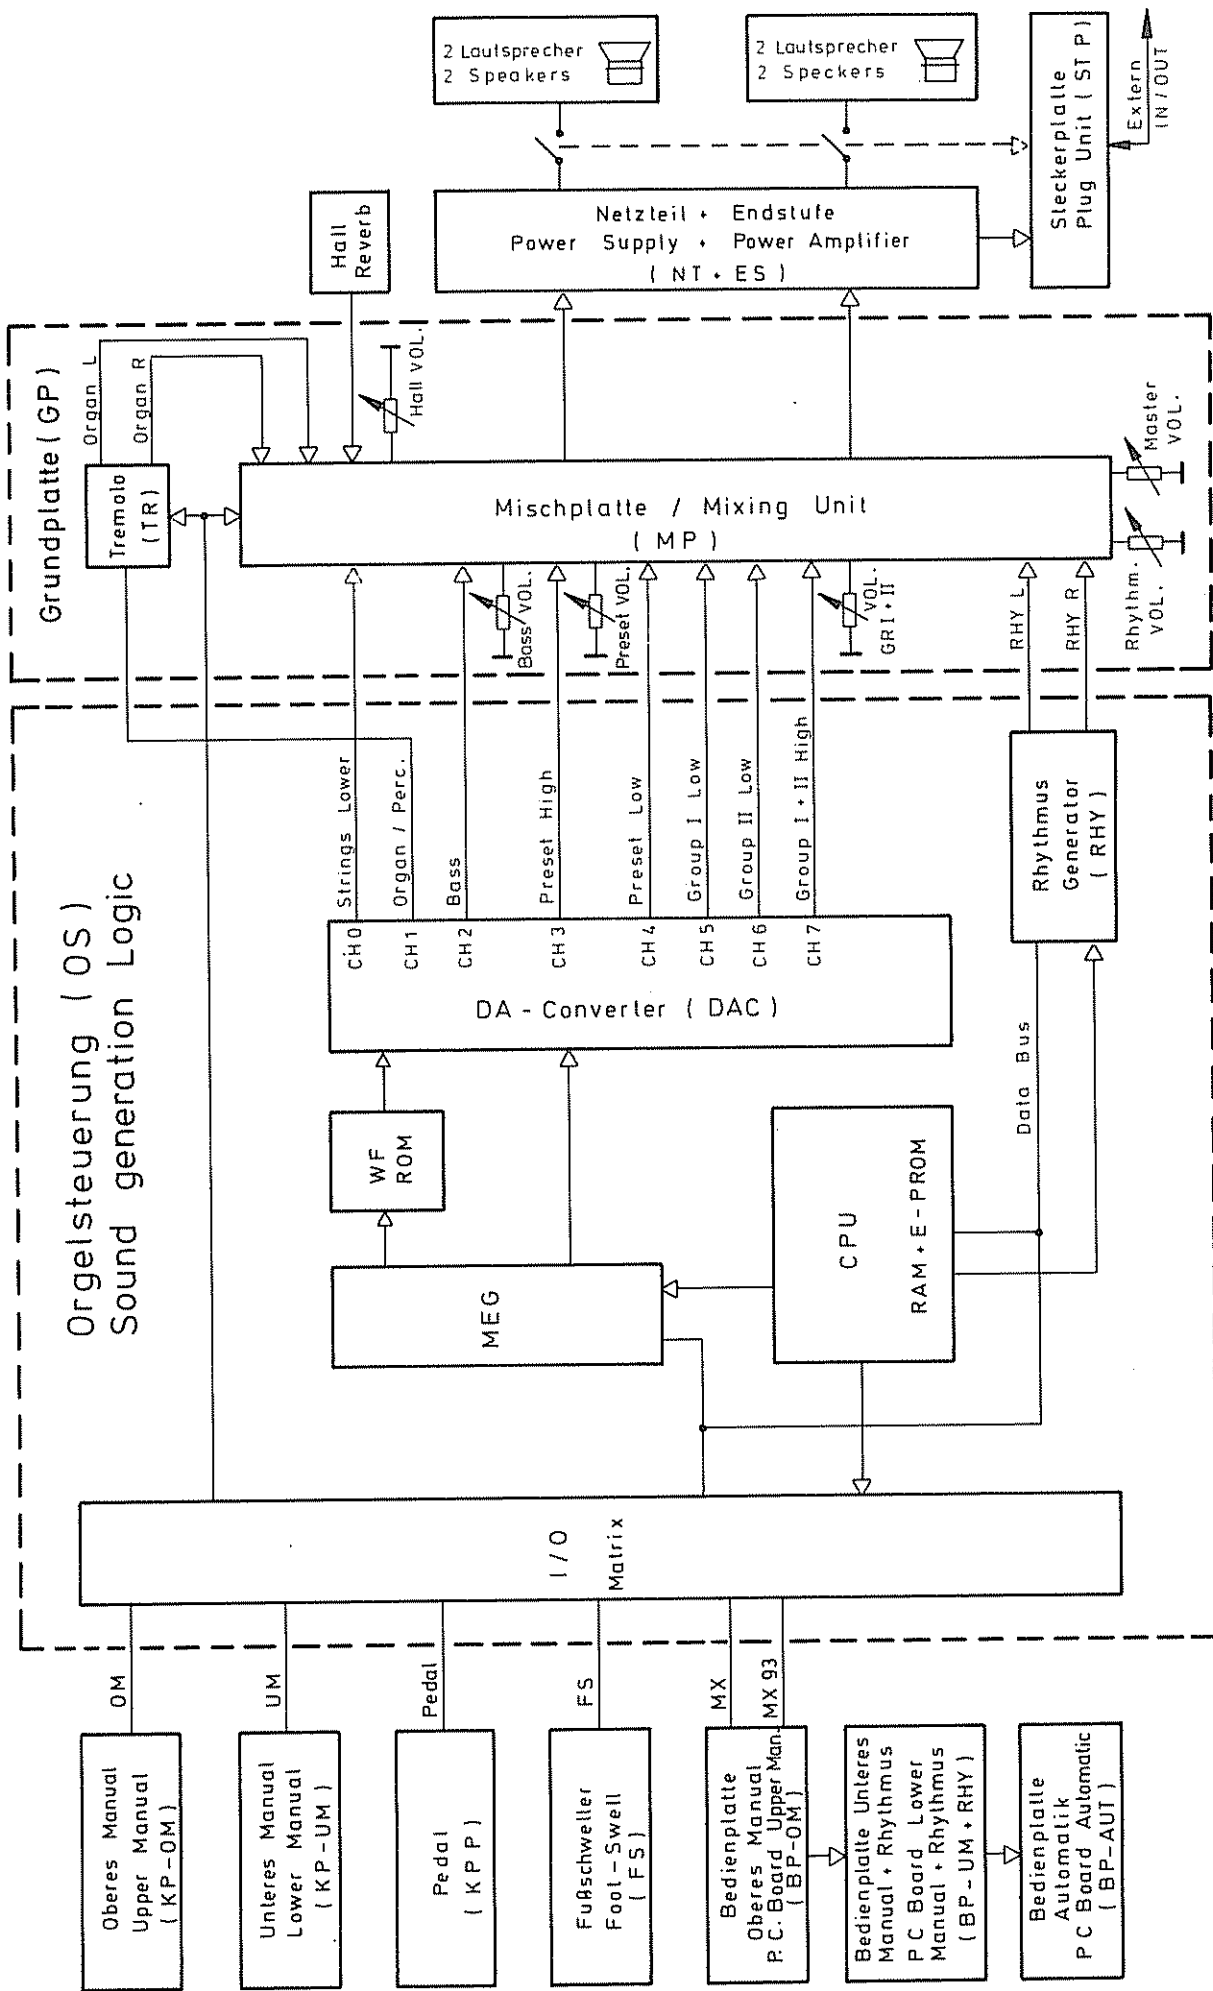 Oberes Manual
Upper Manual
( KP-OM )
OM
Unteres Manual
Lower Manual
( KP-UM )
UM
Pedal
( KPP )
Pedal
Fußschweller
Foot-Swell
( FS )
FS
Bedienplatte
Oberes Manual
P.C. Board Upper Man.
( BP-OM )
MX
MX 93
Bedienplatte Unteres
Manual + Rhythmus
P C Board Lower
Manual + Rhythmus
( BP-UM + RHY )
Bedienplatte
Automatik
P C Board Automatic
( BP-AUT )
Orgelsteuerung ( OS )
Sound generation Logic
I/O
Matrix
MEG
WF
ROM
CPU
RAM + E-PROM
DA - Converter ( DAC )
CH 0
CH 1
CH 2
CH 3
CH 4
CH 5
CH 6
CH 7
Strings Lower
Organ / Perc.
Bass
Preset High
Preset Low
Group I Low
Group II Low
Group I + II High
Data Bus
Rhythmus
Generator
( RHY )
RHY L
RHY R
Grundplatte ( GP )
Tremolo
( TR )
Organ L
Organ R
Mischplatte / Mixing Unit
( MP )
Bass VOL.
Preset VOL.
VOL.
GR I + II
Hall VOL.
Rhythm.
VOL.
Master
VOL.
Hall
Reverb
Netzteil + Endstufe
Power Supply + Power Amplifier
( NT + ES )
2 Lautsprecher
2 Speakers
2 Lautsprecher
2 Speckers
Steckerplatte
Plug Unit ( ST P )
Extern
IN / OUT